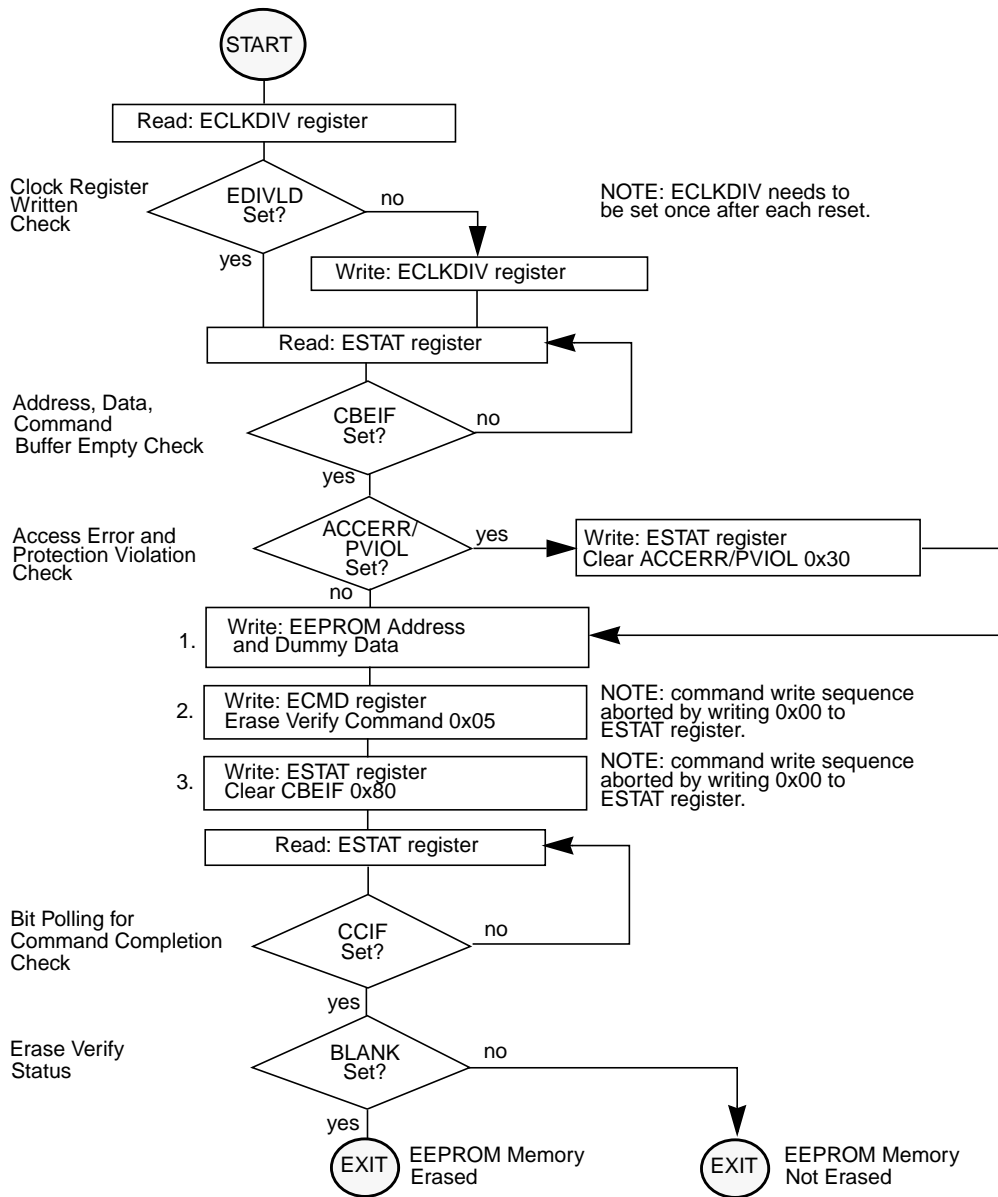 START
Read: ECLKDIV register
Clock Register
Written
Check
EDIVLD
Set?
no
yes
NOTE: ECLKDIV needs to
be set once after each reset.
Write: ECLKDIV register
Read: ESTAT register
Address, Data,
Command
Buffer Empty Check
CBEIF
Set?
no
yes
Access Error and
Protection Violation
Check
ACCERR/
PVIOL
Set?
yes
no
Write: ESTAT register
Clear ACCERR/PVIOL 0x30
1.
Write: EEPROM Address
and Dummy Data
2.
Write: ECMD register
Erase Verify Command 0x05
NOTE: command write sequence
aborted by writing 0x00 to
ESTAT register.
3.
Write: ESTAT register
Clear CBEIF 0x80
NOTE: command write sequence
aborted by writing 0x00 to
ESTAT register.
Read: ESTAT register
Bit Polling for
Command Completion
Check
CCIF
Set?
no
yes
Erase Verify
Status
BLANK
Set?
no
yes
EXIT
EEPROM Memory
Erased
EXIT
EEPROM Memory
Not Erased